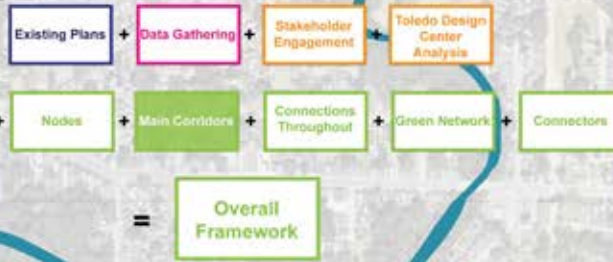 Existing Plans + Data Gathering + Stakeholder Engagement + Toledo Design Center Analysis
+ Nodes + Main Corridors + Connections Throughout + Green Network + Connectors
= Overall Framework